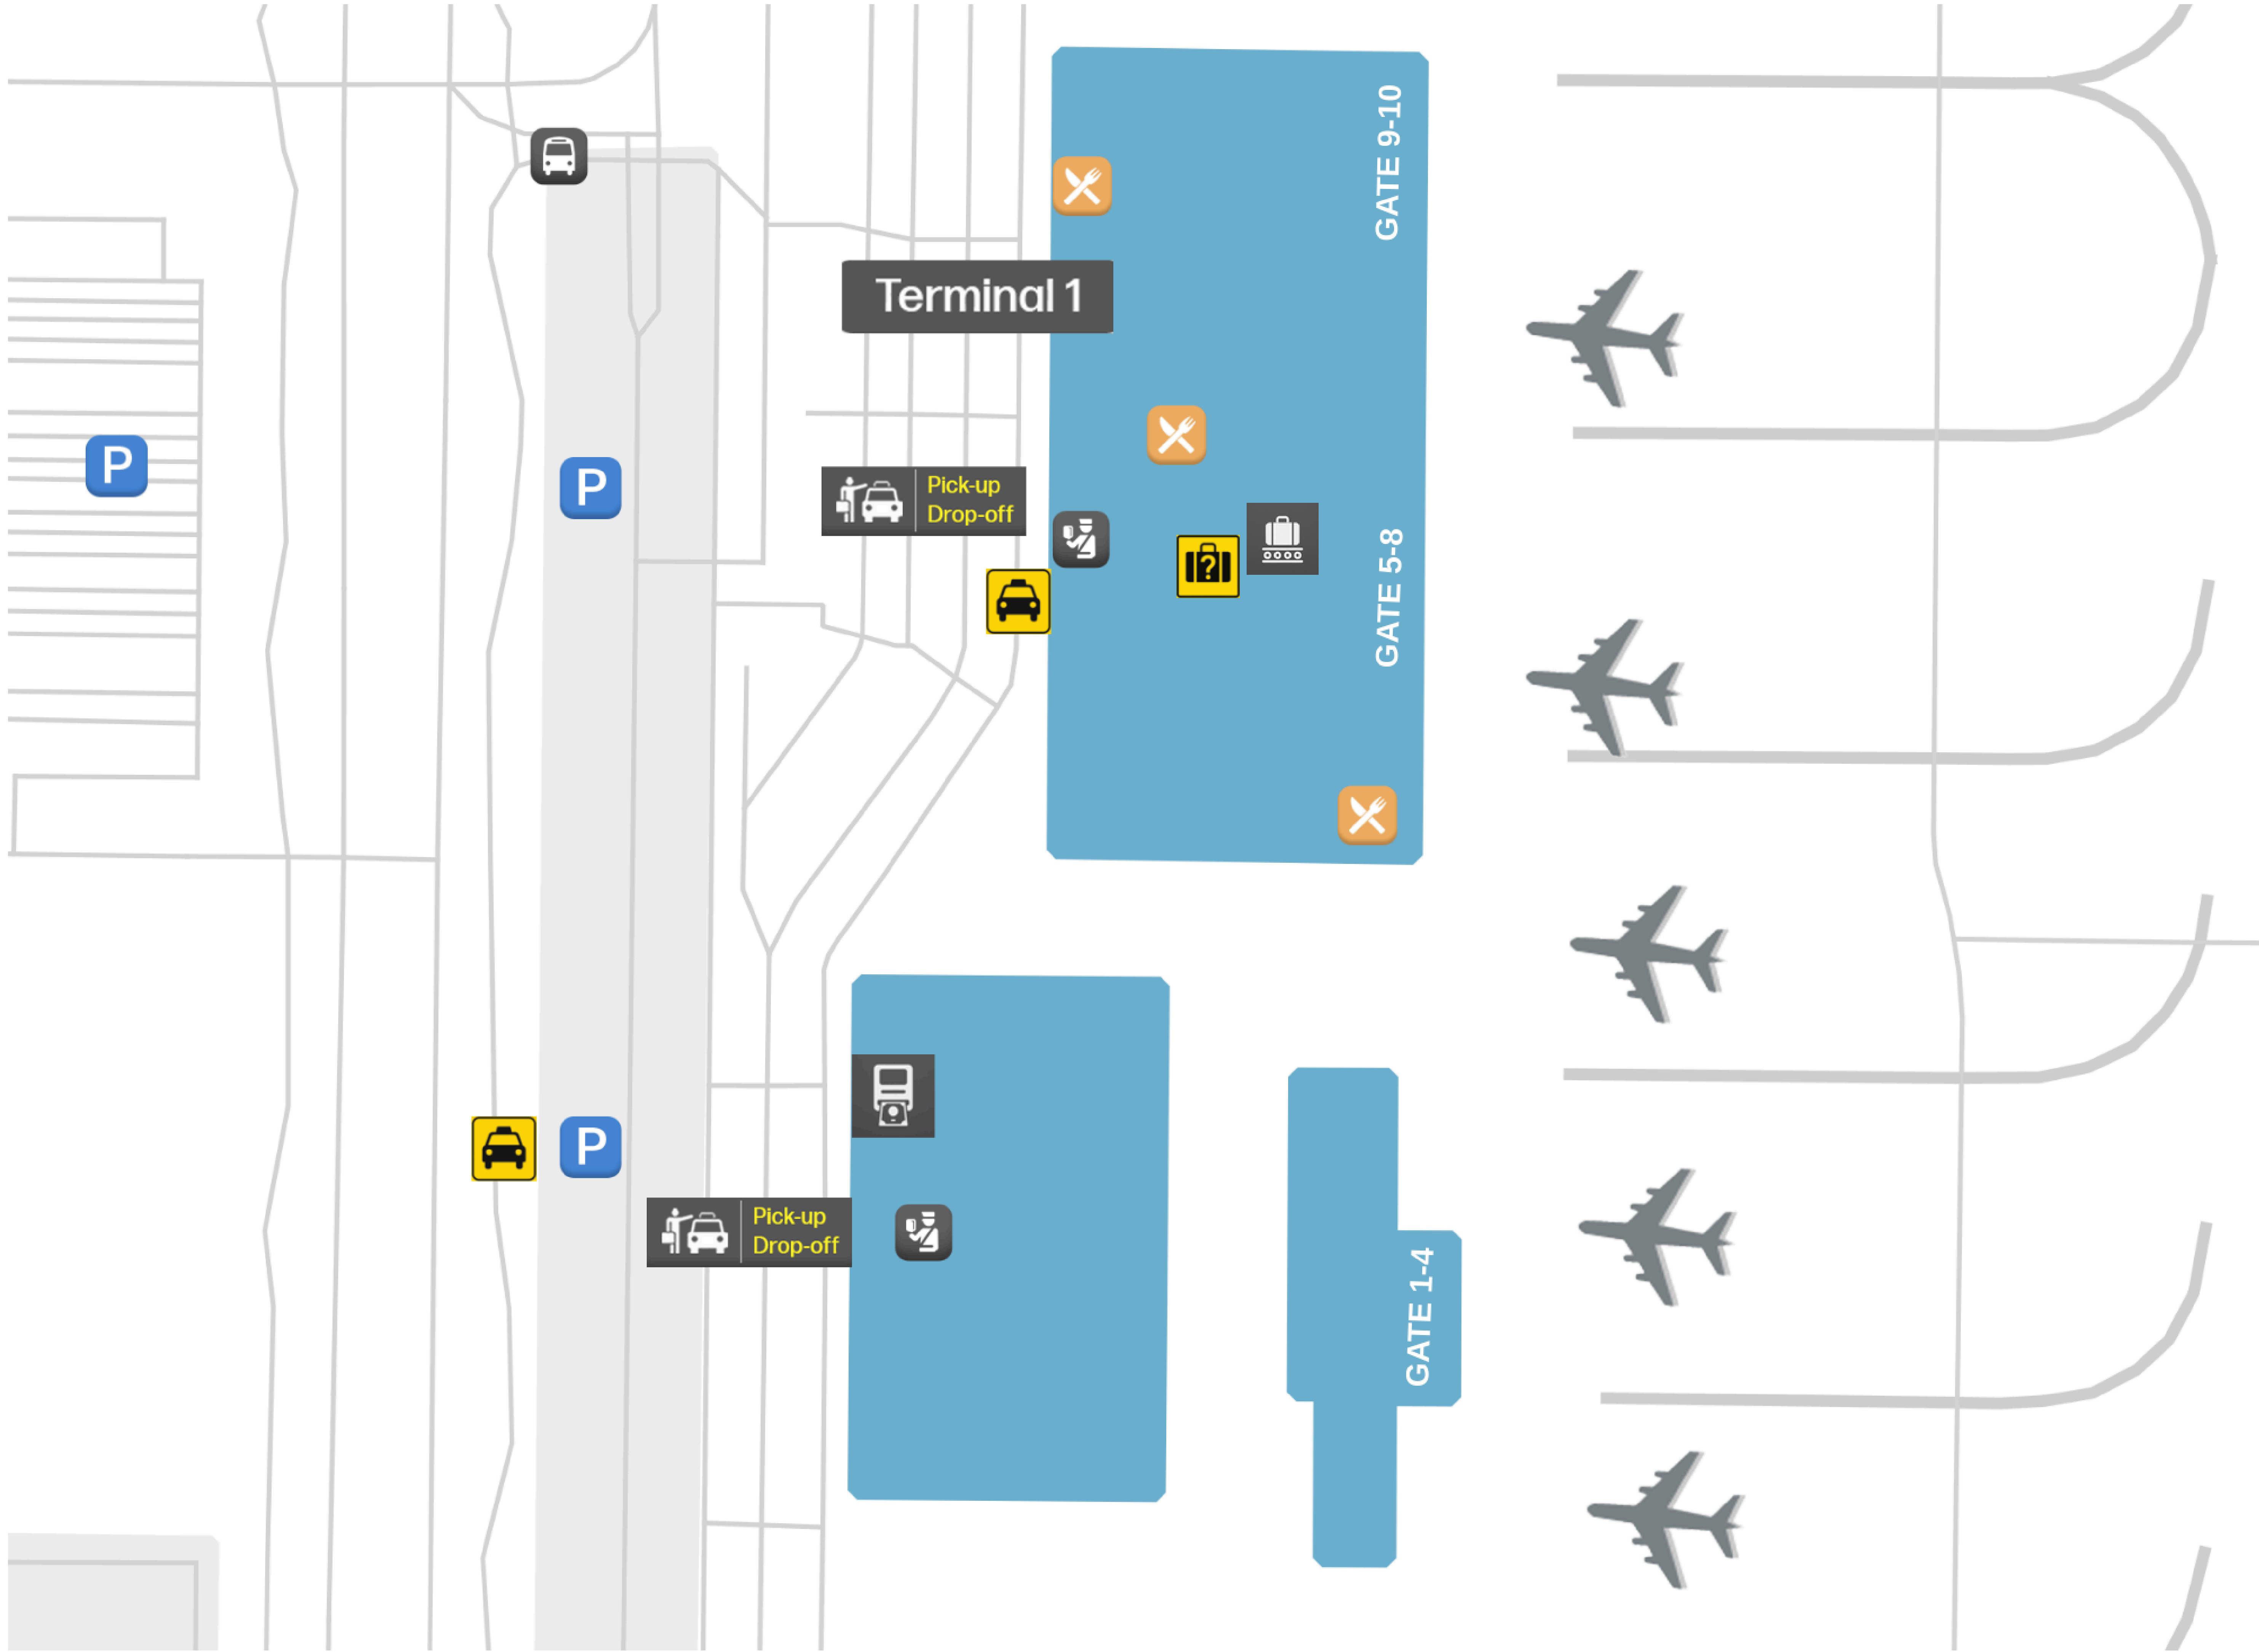 GATE 9-10
Terminal 1
P
P
Pick-up
Drop-off
?
GATE 5-8
P
Pick-up
Drop-off
GATE 1-4